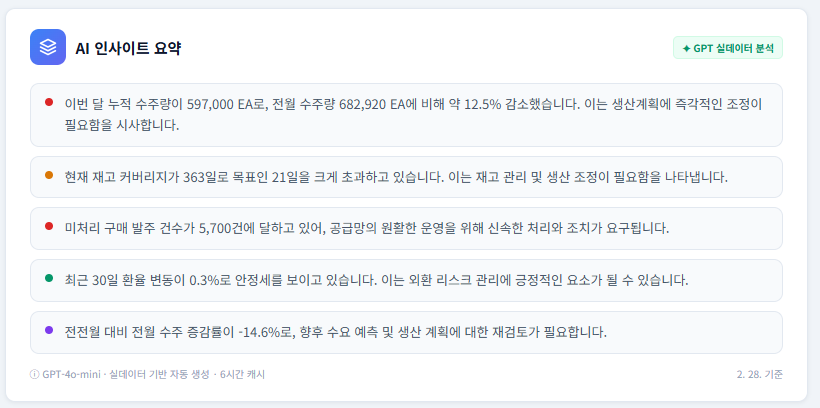 AI 인사이트 요약
✦ GPT 실데이터 분석
이번 달 누적 수주량이 597,000 EA로, 전월 수주량 682,920 EA에 비해 약 12.5% 감소했습니다. 이는 생산계획에 즉각적인 조정이
필요함을 시사합니다.
현재 재고 커버리지가 363일로 목표인 21일을 크게 초과하고 있습니다. 이는 재고 관리 및 생산 조정이 필요함을 나타냅니다.
미처리 구매 발주 건수가 5,700건에 달하고 있어, 공급망의 원활한 운영을 위해 신속한 처리와 조치가 요구됩니다.
최근 30일 환율 변동이 0.3%로 안정세를 보이고 있습니다. 이는 외환 리스크 관리에 긍정적인 요소가 될 수 있습니다.
전전월 대비 전월 수주 증감률이 -14.6%로, 향후 수요 예측 및 생산 계획에 대한 재검토가 필요합니다.
ⓘ GPT-4o-mini · 실데이터 기반 자동 생성 · 6시간 캐시
2. 28. 기준